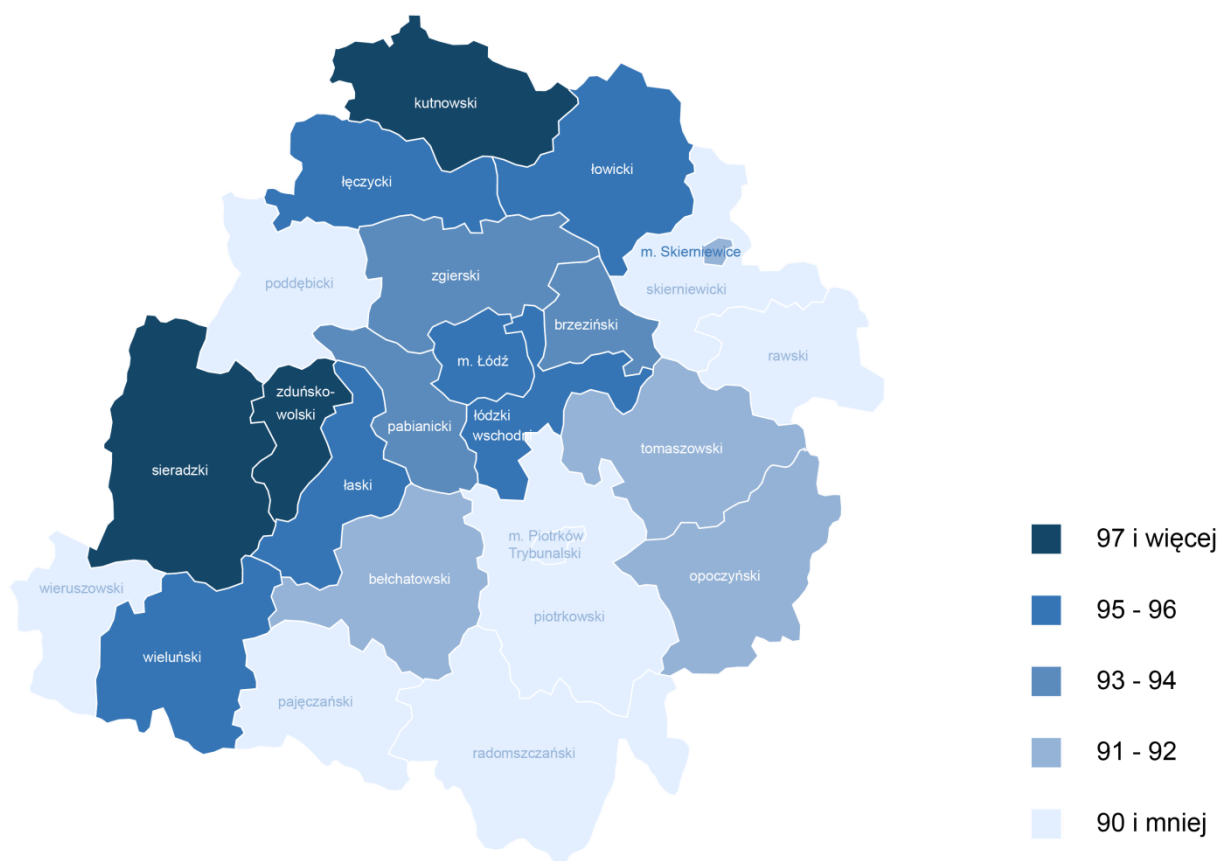 kutnowski
łęczycki
łowicki
m. Skierniewice
zgierski
poddębicki
skierniewicki
brzeziński
rawski
m. Łódź
zduńsko-
wolski
łódzki
wschodni
pabianicki
tomaszowski
sieradzki
łaski
m. Piotrków
Trybunalski
bełchatowski
opoczyński
wieruszowski
piotrkowski
wieluński
pajęczański
radomszczański
97 i więcej
95 - 96
93 - 94
91 - 92
90 i mniej